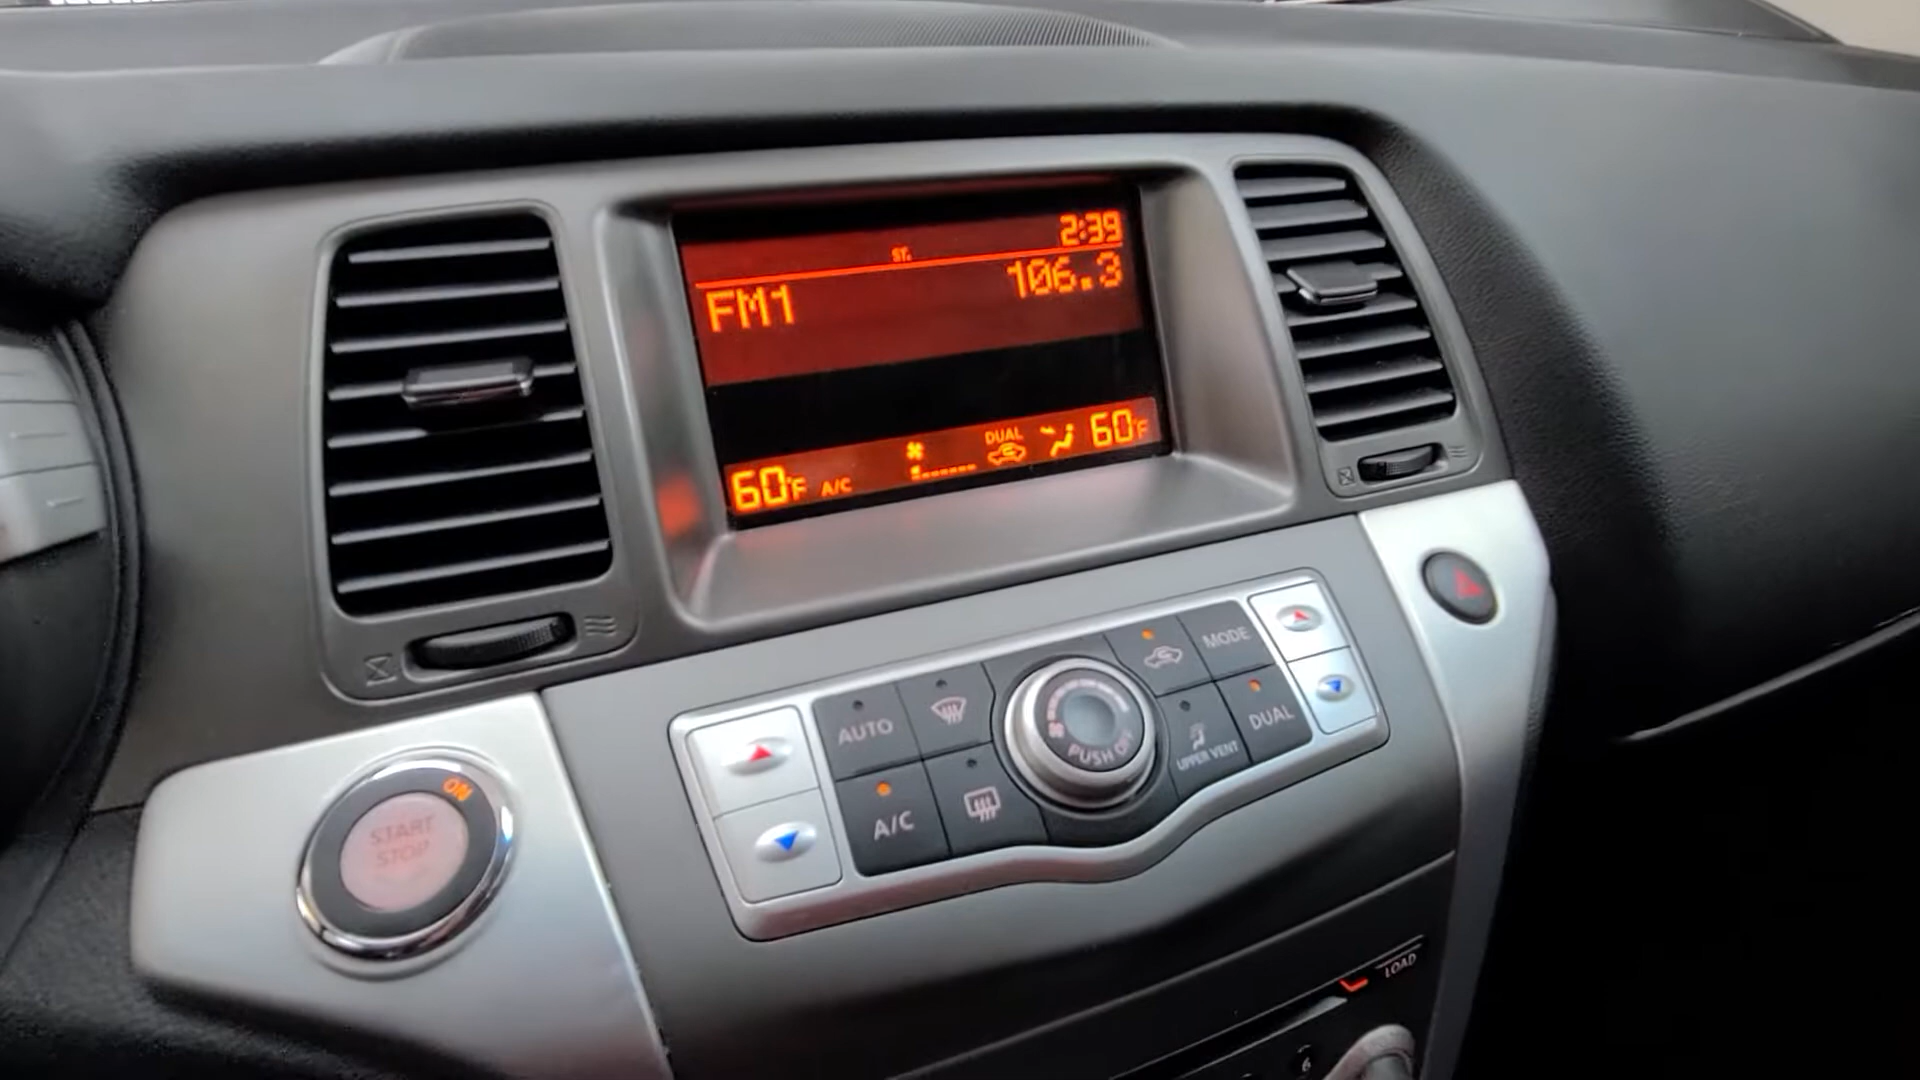 2:39
ST.
FM1 106.3
DUAL
60°F A/C 60°F
MODE
AUTO
DUAL
PUSH OFF
UPPER VENT
A/C
ON
START
STOP
LOAD
6